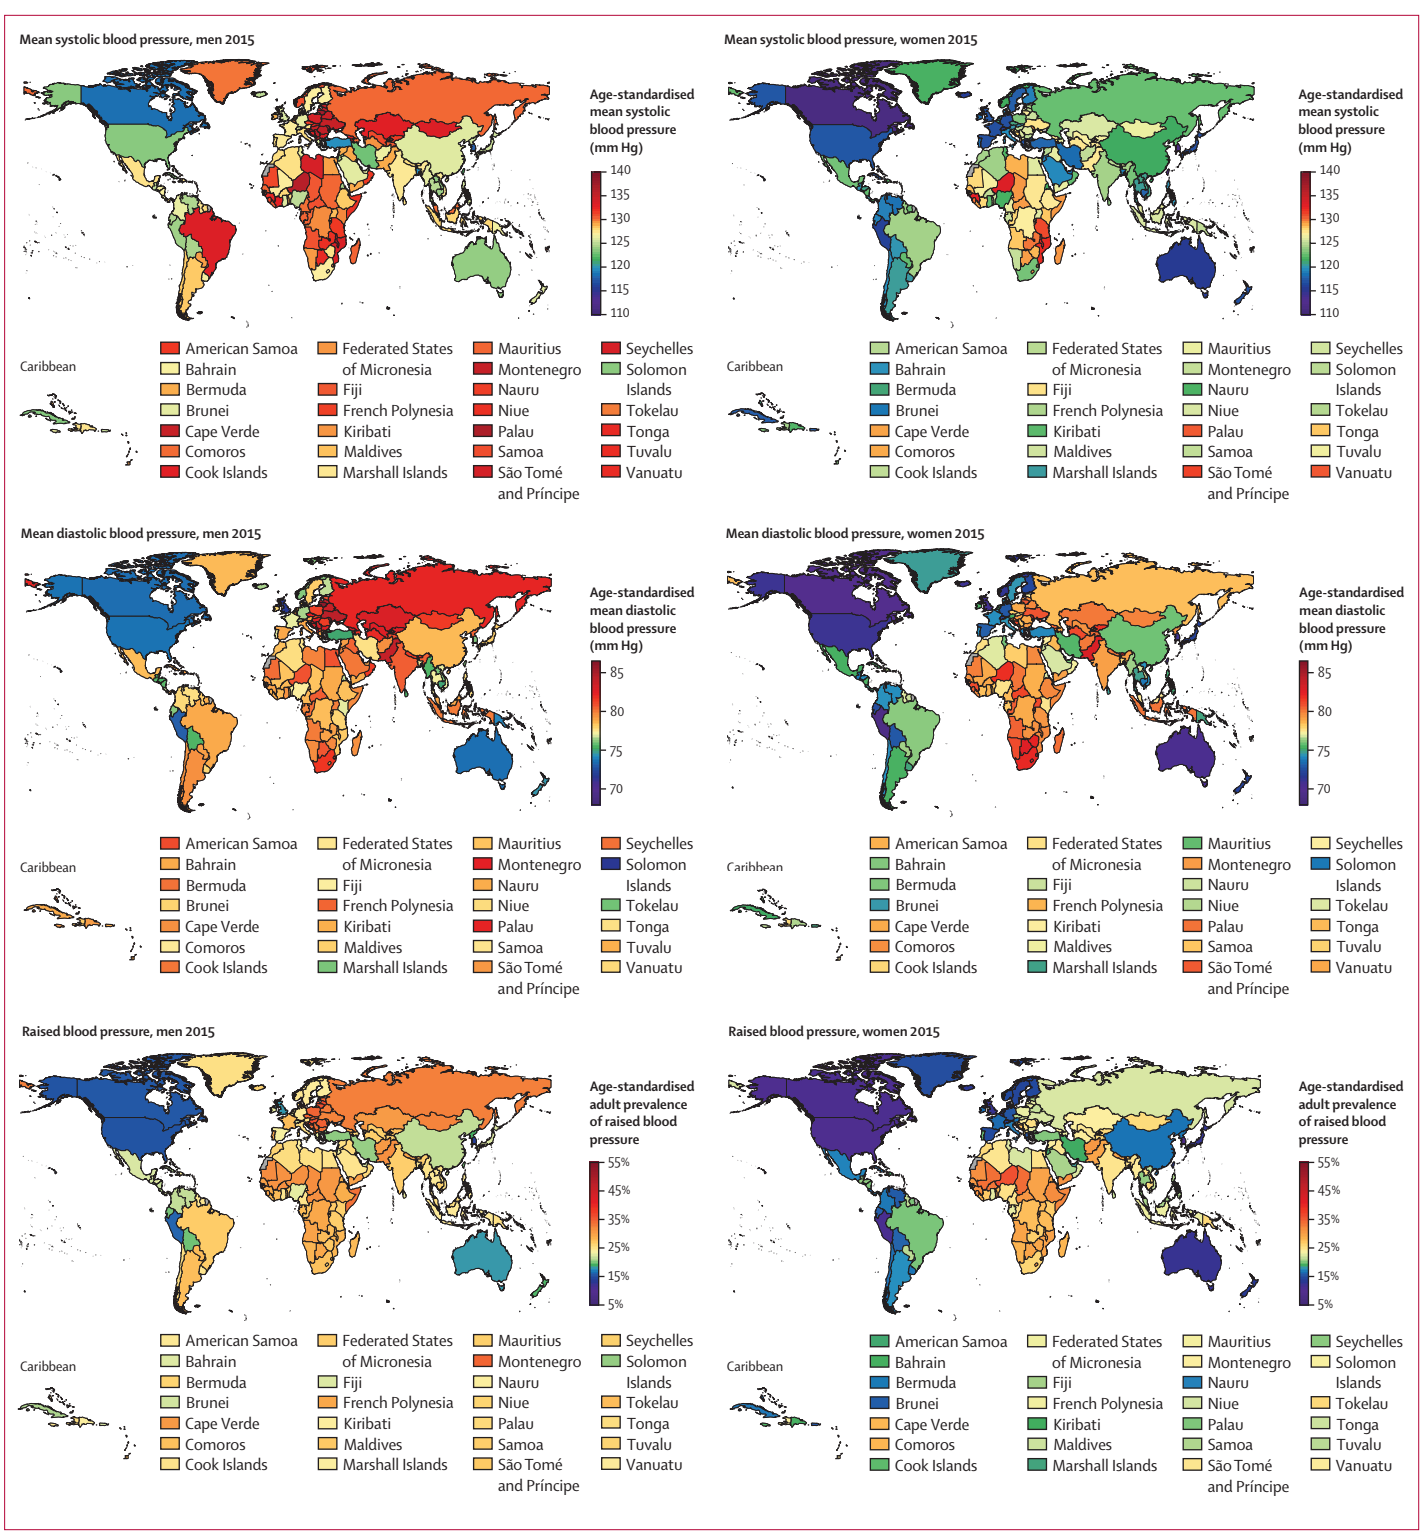 Mean systolic blood pressure, men 2015
Age-standardised
mean systolic
blood pressure
(mm Hg)
140
135
130
125
120
115
110
Caribbean
American Samoa
Bahrain
Bermuda
Brunei
Cape Verde
Comoros
Cook Islands
Federated States
of Micronesia
Fiji
French Polynesia
Kiribati
Maldives
Marshall Islands
Mauritius
Montenegro
Nauru
Niue
Palau
Samoa
São Tomé
and Príncipe
Seychelles
Solomon
Islands
Tokelau
Tonga
Tuvalu
Vanuatu
Mean systolic blood pressure, women 2015
Age-standardised
mean systolic
blood pressure
(mm Hg)
140
135
130
125
120
115
110
Caribbean
American Samoa
Bahrain
Bermuda
Brunei
Cape Verde
Comoros
Cook Islands
Federated States
of Micronesia
Fiji
French Polynesia
Kiribati
Maldives
Marshall Islands
Mauritius
Montenegro
Nauru
Niue
Palau
Samoa
São Tomé
and Príncipe
Seychelles
Solomon
Islands
Tokelau
Tonga
Tuvalu
Vanuatu
Mean diastolic blood pressure, men 2015
Age-standardised
mean diastolic
blood pressure
(mm Hg)
85
80
75
70
Caribbean
American Samoa
Bahrain
Bermuda
Brunei
Cape Verde
Comoros
Cook Islands
Federated States
of Micronesia
Fiji
French Polynesia
Kiribati
Maldives
Marshall Islands
Mauritius
Montenegro
Nauru
Niue
Palau
Samoa
São Tomé
and Príncipe
Seychelles
Solomon
Islands
Tokelau
Tonga
Tuvalu
Vanuatu
Mean diastolic blood pressure, women 2015
Age-standardised
mean diastolic
blood pressure
(mm Hg)
85
80
75
70
Caribbean
American Samoa
Bahrain
Bermuda
Brunei
Cape Verde
Comoros
Cook Islands
Federated States
of Micronesia
Fiji
French Polynesia
Kiribati
Maldives
Marshall Islands
Mauritius
Montenegro
Nauru
Niue
Palau
Samoa
São Tomé
and Príncipe
Seychelles
Solomon
Islands
Tokelau
Tonga
Tuvalu
Vanuatu
Raised blood pressure, men 2015
Age-standardised
adult prevalence
of raised blood
pressure
55%
45%
35%
25%
15%
5%
Caribbean
American Samoa
Bahrain
Bermuda
Brunei
Cape Verde
Comoros
Cook Islands
Federated States
of Micronesia
Fiji
French Polynesia
Kiribati
Maldives
Marshall Islands
Mauritius
Montenegro
Nauru
Niue
Palau
Samoa
São Tomé
and Príncipe
Seychelles
Solomon
Islands
Tokelau
Tonga
Tuvalu
Vanuatu
Raised blood pressure, women 2015
Age-standardised
adult prevalence
of raised blood
pressure
55%
45%
35%
25%
15%
5%
Caribbean
American Samoa
Bahrain
Bermuda
Brunei
Cape Verde
Comoros
Cook Islands
Federated States
of Micronesia
Fiji
French Polynesia
Kiribati
Maldives
Marshall Islands
Mauritius
Montenegro
Nauru
Niue
Palau
Samoa
São Tomé
and Príncipe
Seychelles
Solomon
Islands
Tokelau
Tonga
Tuvalu
Vanuatu